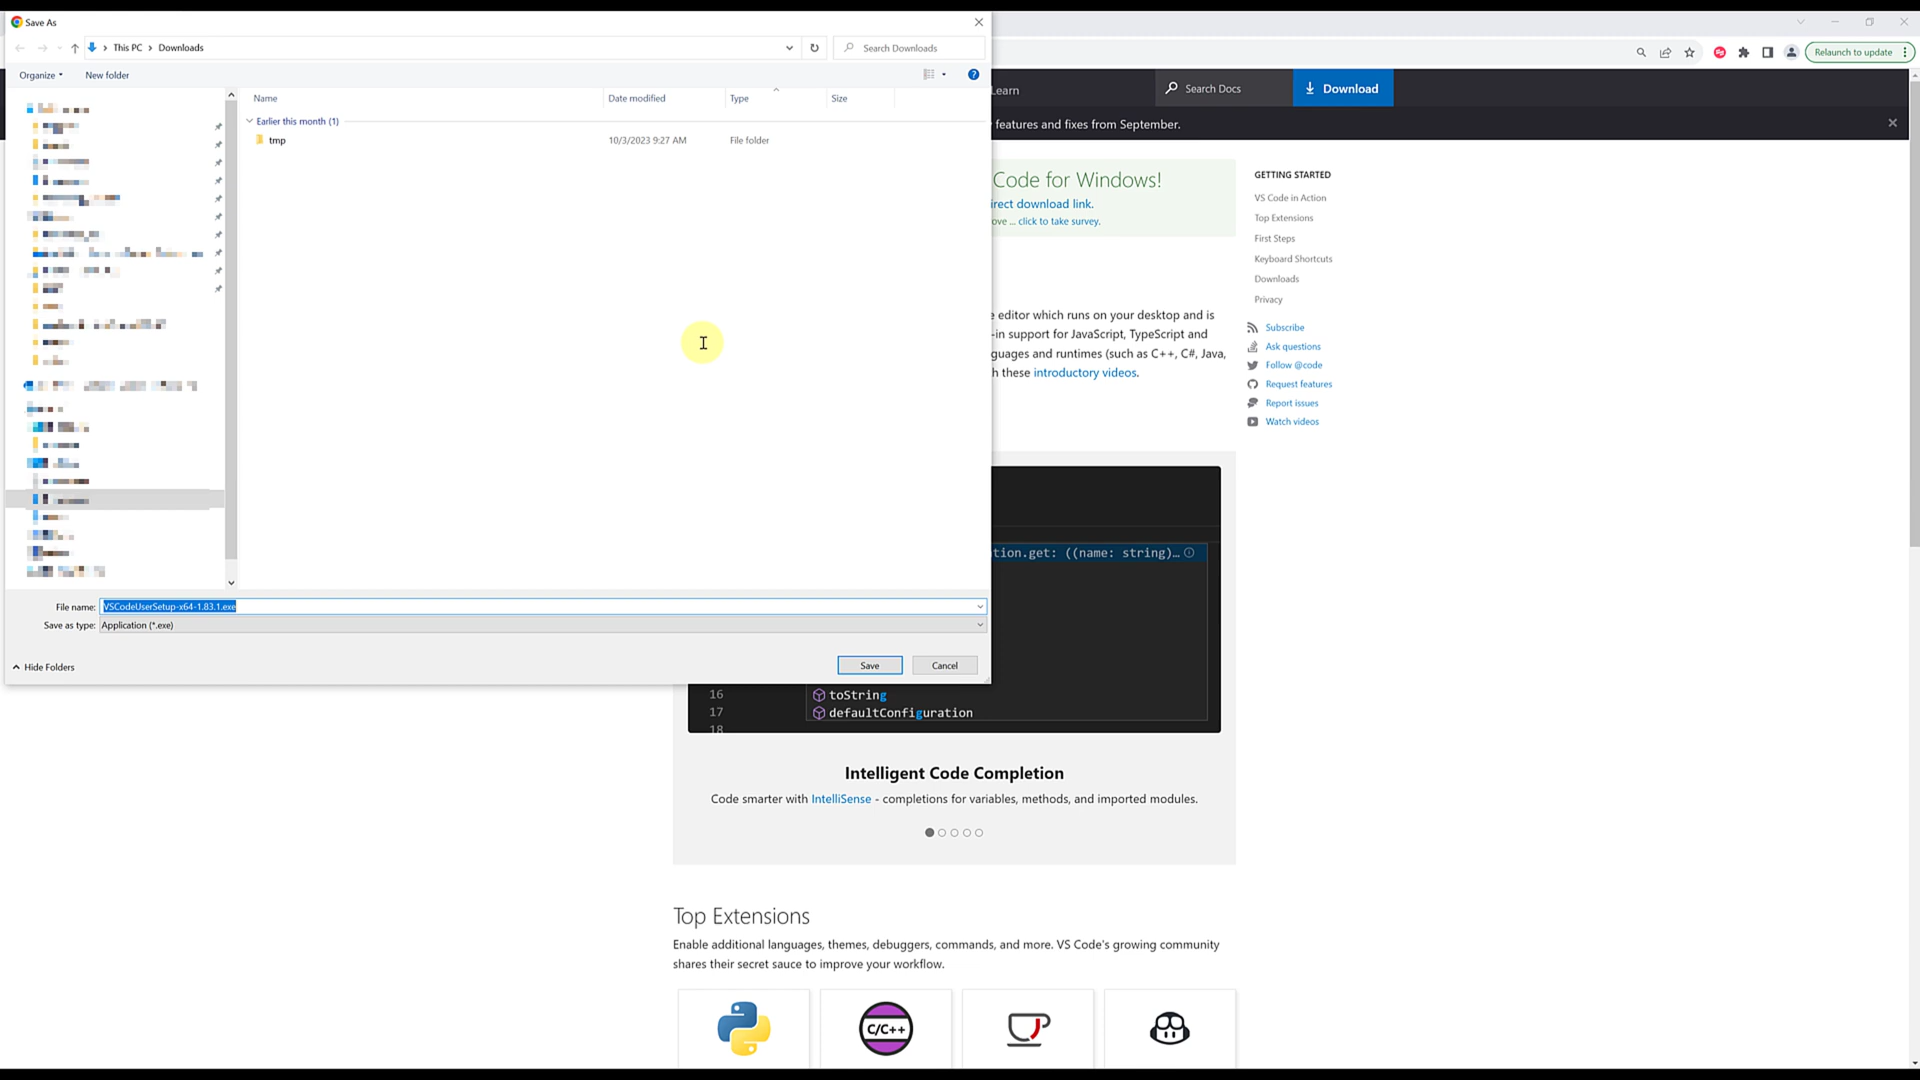 Save As
This PC
Downloads
Search Downloads
Organize
New folder
Name
Date modified
Type
Size
Earlier this month (1)
tmp
10/3/2023 9:27 AM
File folder
File name:
VSCodeUserSetup-x64-1.83.1.exe
Save as type:
Application (*.exe)
Hide Folders
Save
Cancel
Relaunch to update
Learn
Search Docs
Download
features and fixes from September.
Code for Windows!
irect download link.
ove ... click to take survey.
GETTING STARTED
VS Code in Action
Top Extensions
First Steps
Keyboard Shortcuts
Downloads
Privacy
Subscribe
Ask questions
Follow @code
Request features
Report issues
Watch videos
e editor which runs on your desktop and is
-in support for JavaScript, TypeScript and
guages and runtimes (such as C++, C#, Java,
h these introductory videos.
tion.get: ((name: string)…
16
toString
17
defaultConfiguration
18
Intelligent Code Completion
Code smarter with IntelliSense - completions for variables, methods, and imported modules.
Top Extensions
Enable additional languages, themes, debuggers, commands, and more. VS Code's growing community
shares their secret sauce to improve your workflow.
C/C++